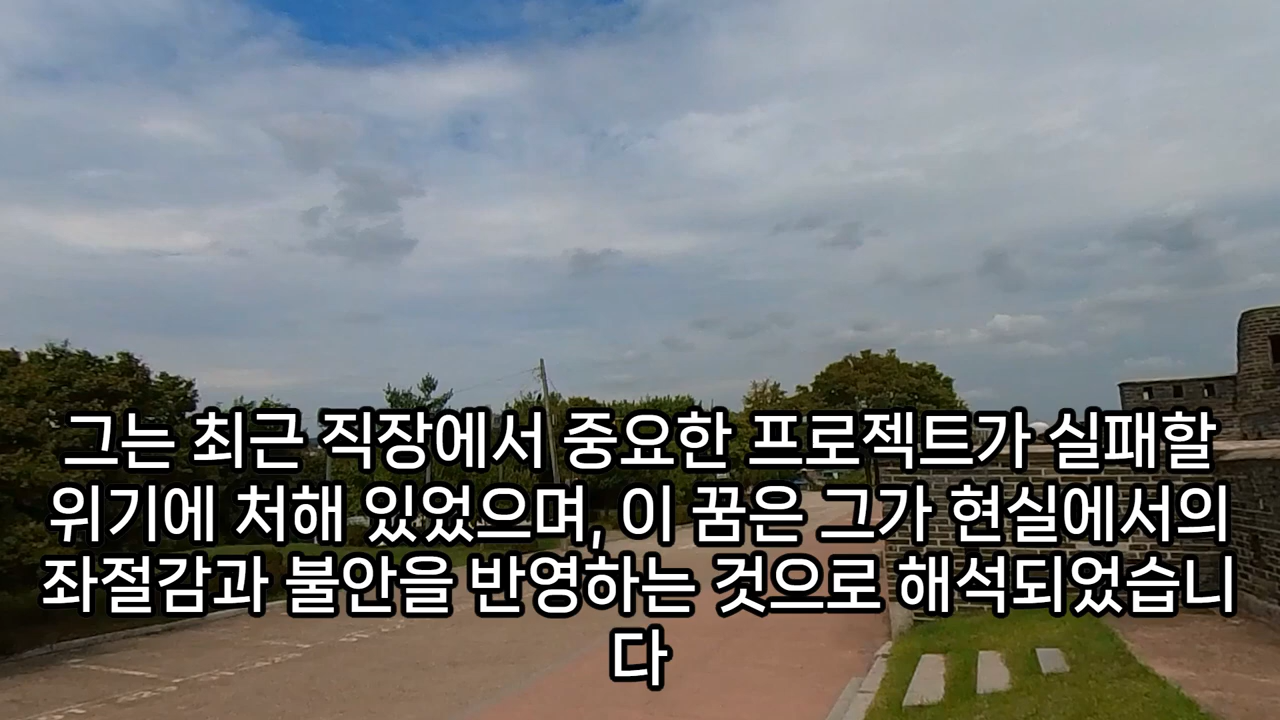 그는 최근 직장에서 중요한 프로젝트가 실패할
위기에 처해 있었으며, 이 꿈은 그가 현실에서의
좌절감과 불안을 반영하는 것으로 해석되었습니
다